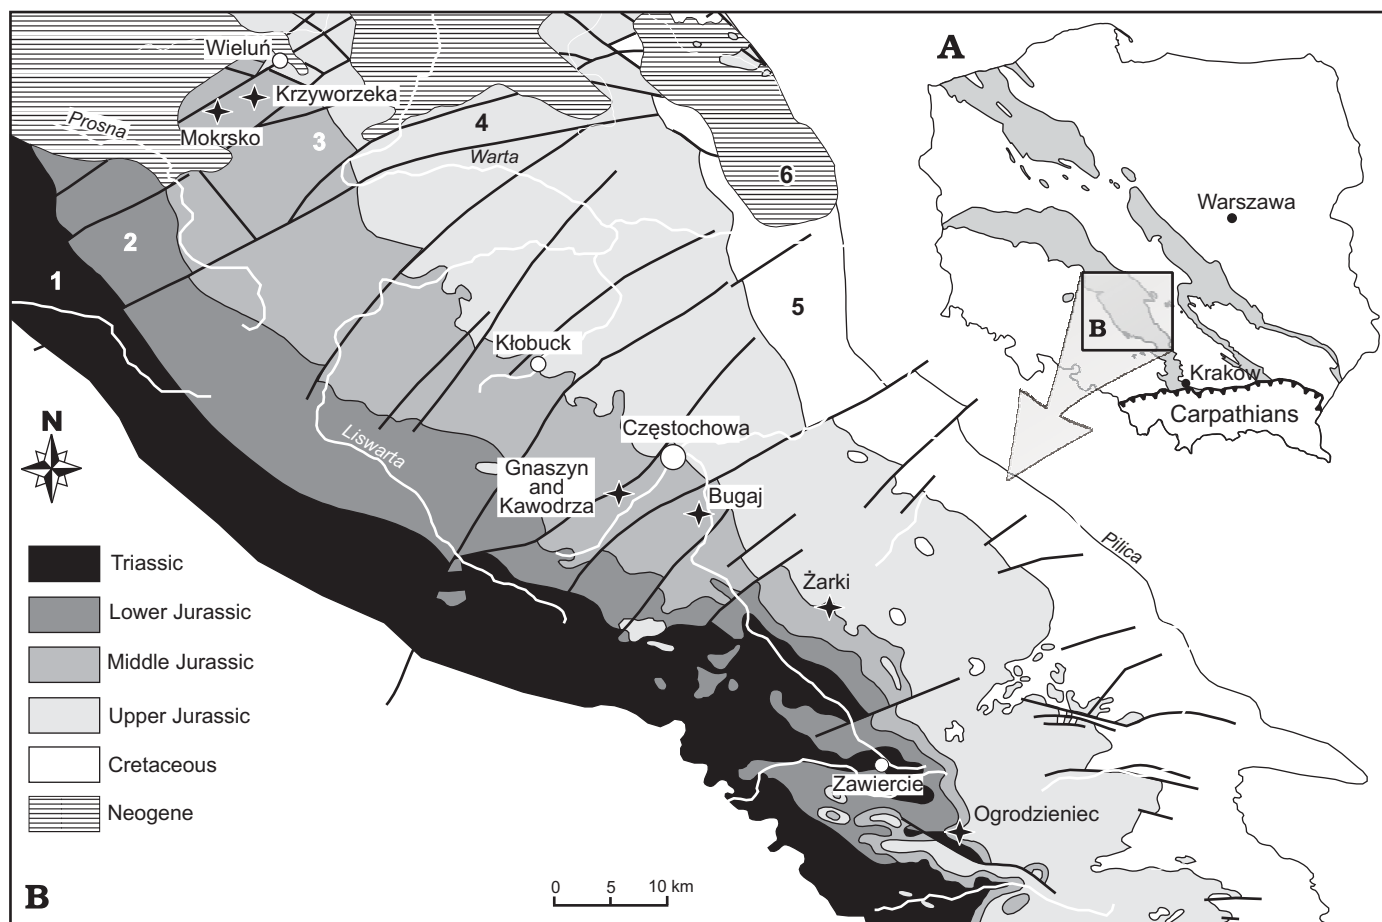 A
Wieluń
Krzyworzeka
Mokrsko
Prosna
3
4
Warta
6
Warszawa
2
1
5
B
Kłobuck
Kraków
Carpathians
N
Liswarta
Częstochowa
Gnaszyn
and
Kawodrza
Bugaj
Pilica
Żarki
Triassic
Lower Jurassic
Middle Jurassic
Upper Jurassic
Cretaceous
Neogene
Zawiercie
Ogrodzieniec
B
0 5 10 km